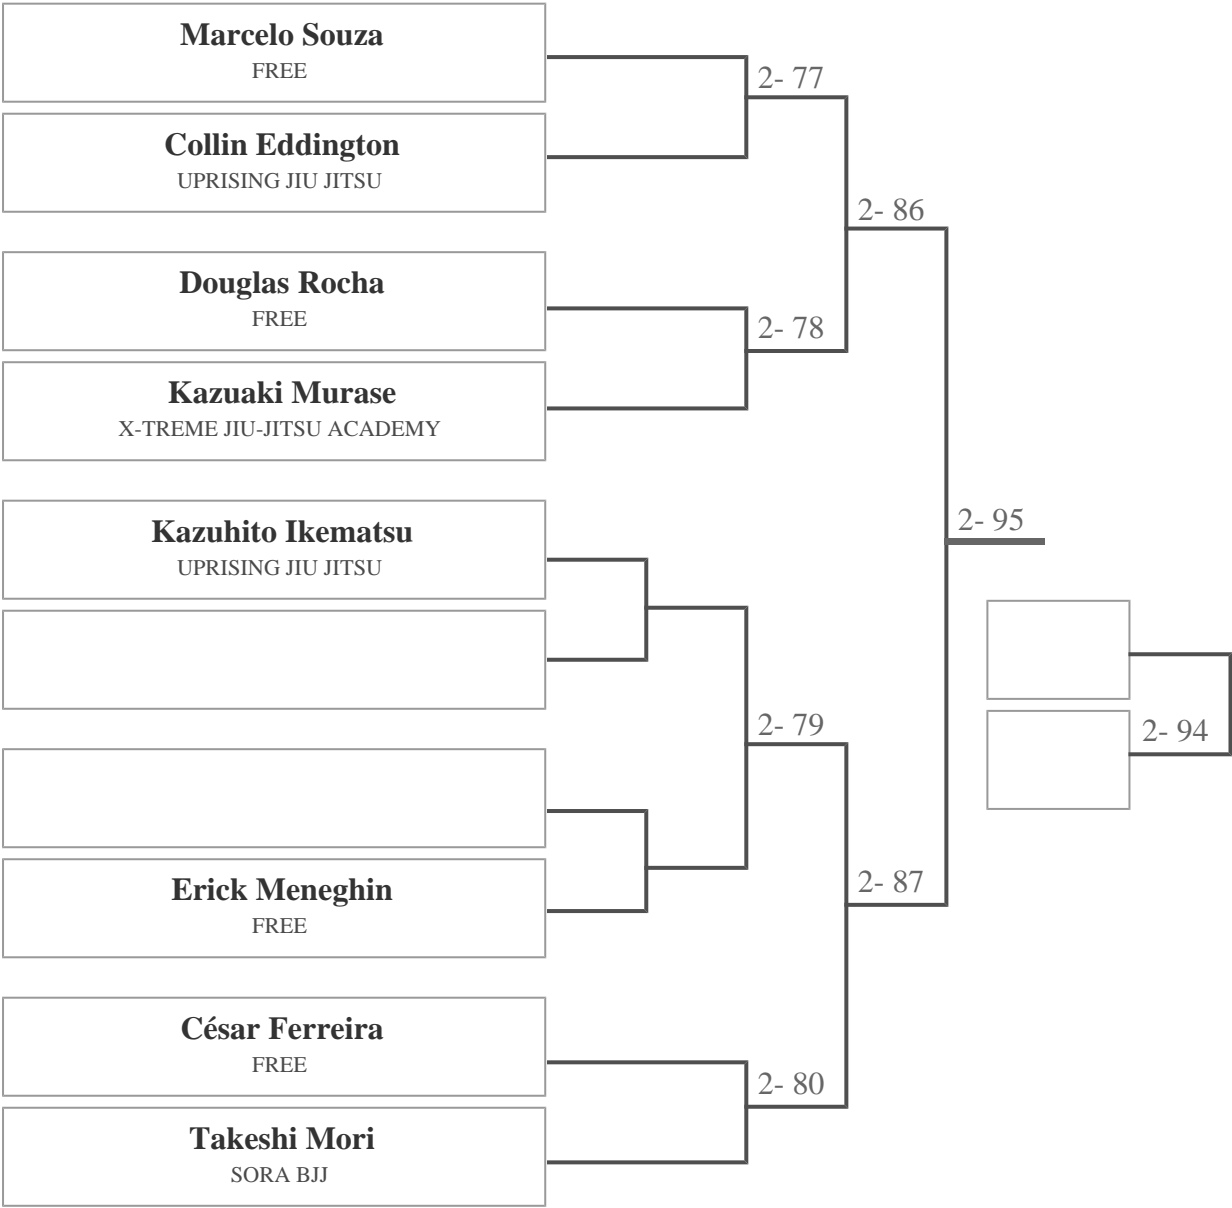 Marcelo Souza
FREE
2- 77
Collin Eddington
UPRISING JIU JITSU
2- 86
Douglas Rocha
FREE
2- 78
Kazuaki Murase
X-TREME JIU-JITSU ACADEMY
Kazuhito Ikematsu
UPRISING JIU JITSU
2- 95
2- 79
2- 94
Erick Meneghin
FREE
2- 87
César Ferreira
FREE
2- 80
Takeshi Mori
SORA BJJ